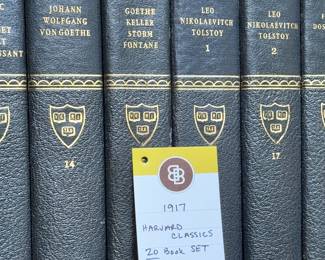 JOHANN
WOLFGANG
VON GOETHE
14
GOETHE
KELLER
STORM
FONTANE
LEO
NIKOLAEVITCH
TOLSTOY
1
LEO
NIKOLAEVITCH
TOLSTOY
2
17
DOS
1917
HARVARD
CLASSICS
20 Book SET